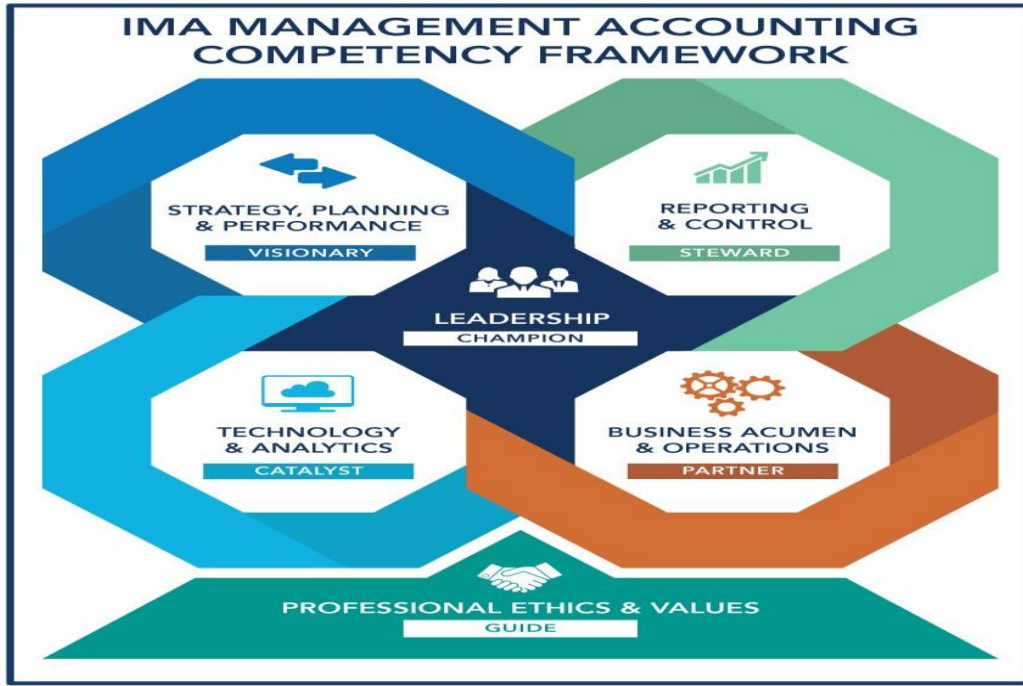 IMA MANAGEMENT ACCOUNTING
COMPETENCY FRAMEWORK
STRATEGY, PLANNING
& PERFORMANCE
VISIONARY
REPORTING
& CONTROL
STEWARD
LEADERSHIP
CHAMPION
TECHNOLOGY
& ANALYTICS
CATALYST
BUSINESS ACUMEN
& OPERATIONS
PARTNER
PROFESSIONAL ETHICS & VALUES
GUIDE